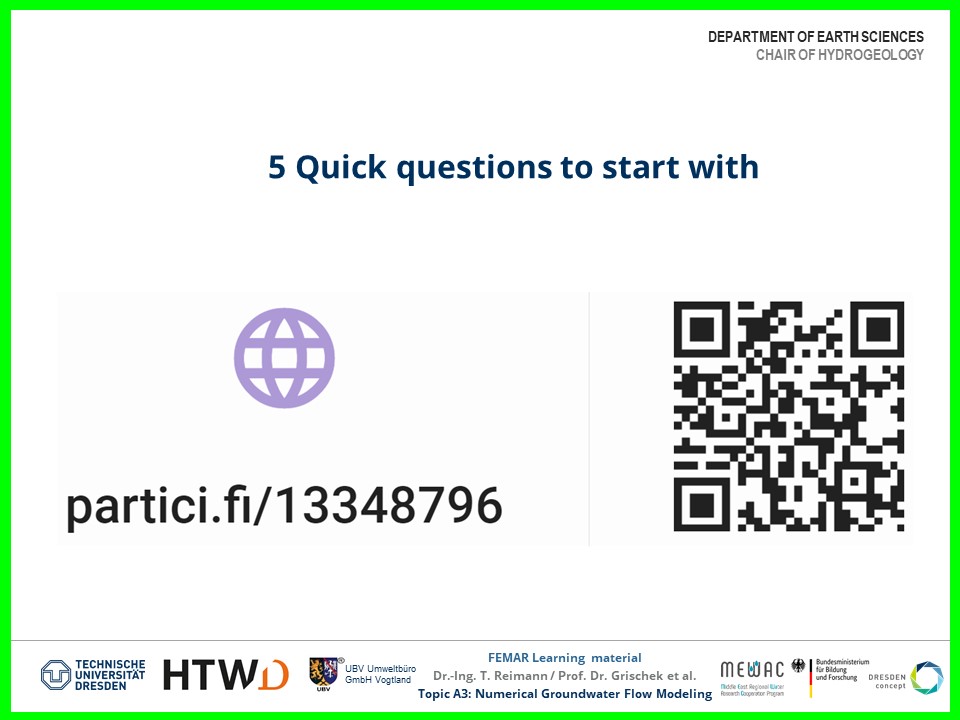 DEPARTMENT OF EARTH SCIENCES
CHAIR OF HYDROGEOLOGY
5 Quick questions to start with
partici.fi/13348796
TECHNISCHE
UNIVERSITÄT
DRESDEN
HTWD
UBV
®
UBV Umweltbüro
GmbH Vogtland
FEMAR Learning material
Dr.-Ing. T. Reimann / Prof. Dr. Grischek et al.
Topic A3: Numerical Groundwater Flow Modeling
MEWAC
Middle East Regional Water
Research Cooperation Program
Bundesministerium
für Bildung
und Forschung
DRESDEN
concept